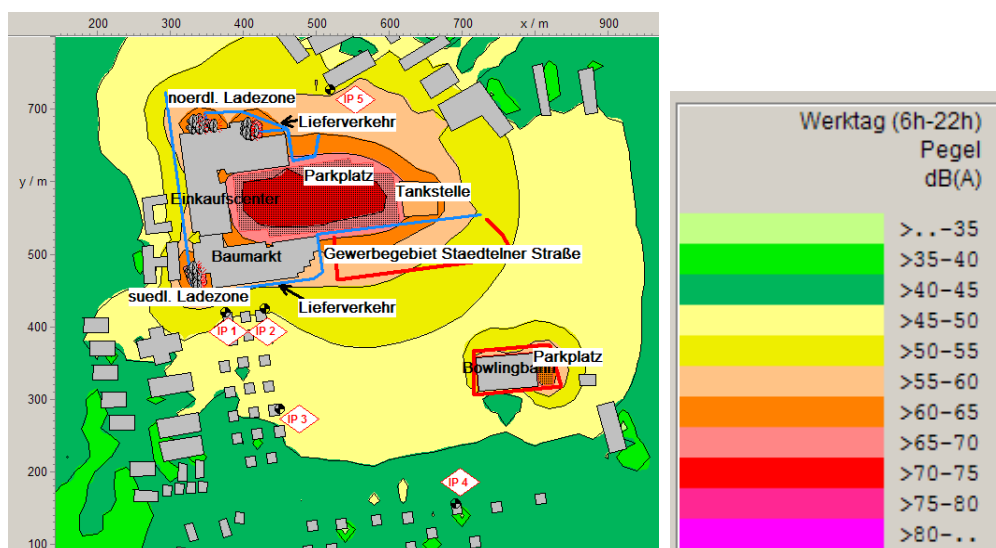 200 300 400 500 600 700 x / m 900
700
y / m
500
400
300
200
100
noerdl. Ladezone
IP 5
Lieferverkehr
Parkplatz
Tankstelle
Einkaufscenter
Baumarkt
Gewerbegebiet Staedtelner Straße
suedl. Ladezone
Lieferverkehr
IP 1
IP 2
Parkplatz
Bowlingbahn
IP 3
IP 4
Werktag (6h-22h)
Pegel
dB(A)
>..-35
>35-40
>40-45
>45-50
>50-55
>55-60
>60-65
>65-70
>70-75
>75-80
>80-..